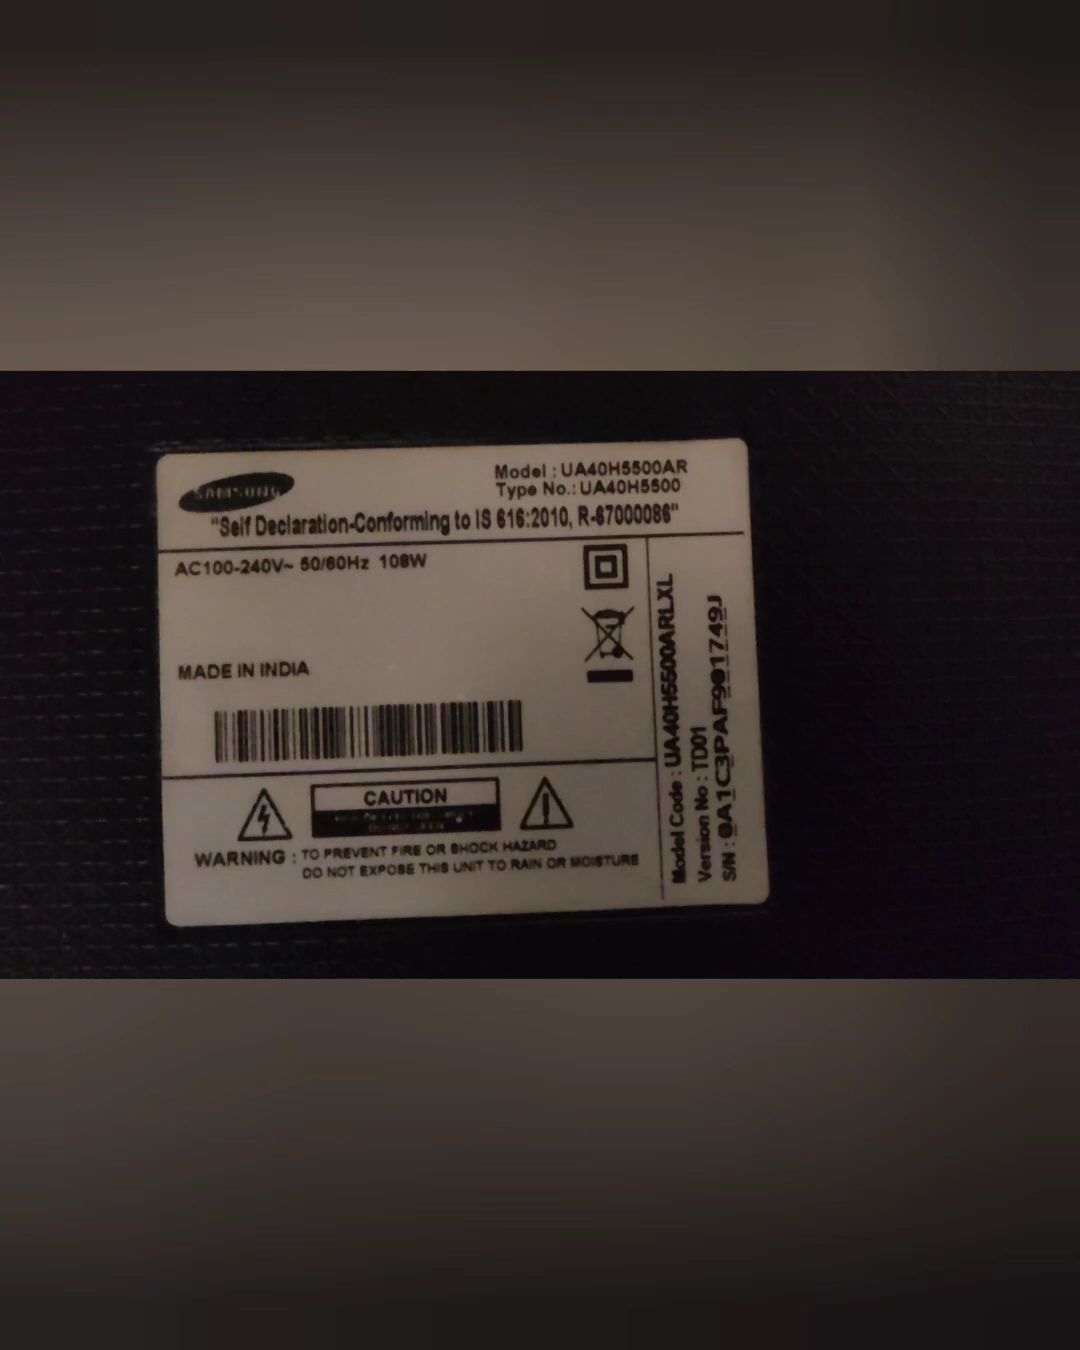 SAMSUNG
Model : UA40H5500AR
Type No.: UA40H5500
"Self Declaration-Conforming to IS 616:2010, R-67000086"
AC100-240V~ 50/60Hz 108W
MADE IN INDIA
CAUTION
WARNING : TO PREVENT FIRE OR SHOCK HAZARD
DO NOT EXPOSE THIS UNIT TO RAIN OR MOISTURE
Model Code : UA40H5500ARLXL
Version No : TD01
S/N : 0A1C3PAF901749J